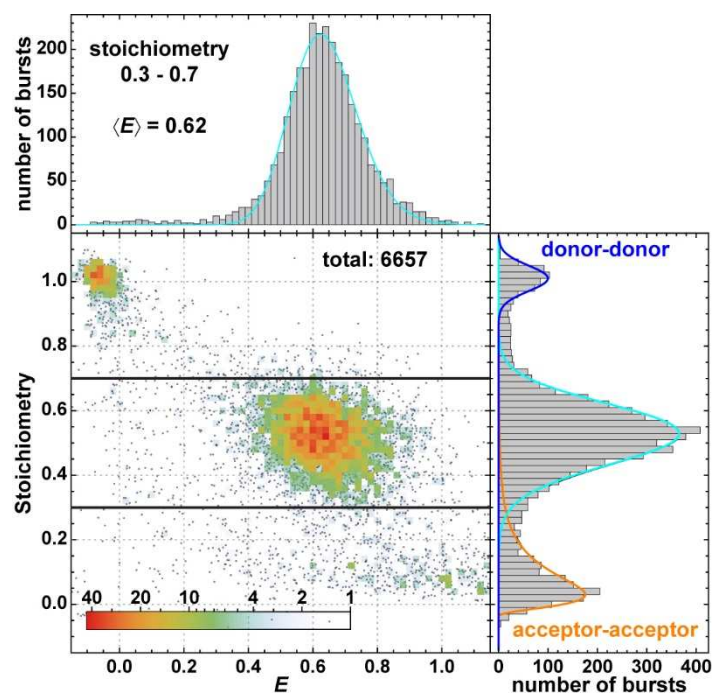 number of bursts
200
150
100
50
0
stoichiometry
0.3 - 0.7
⟨E⟩ = 0.62
Stoichiometry
1.0
0.8
0.6
0.4
0.2
0.0
total: 6657
40 20 10 4 2 1
0.0 0.2 0.4 0.6 0.8 1.0
E
donor-donor
acceptor-acceptor
0 100 200 300 400
number of bursts